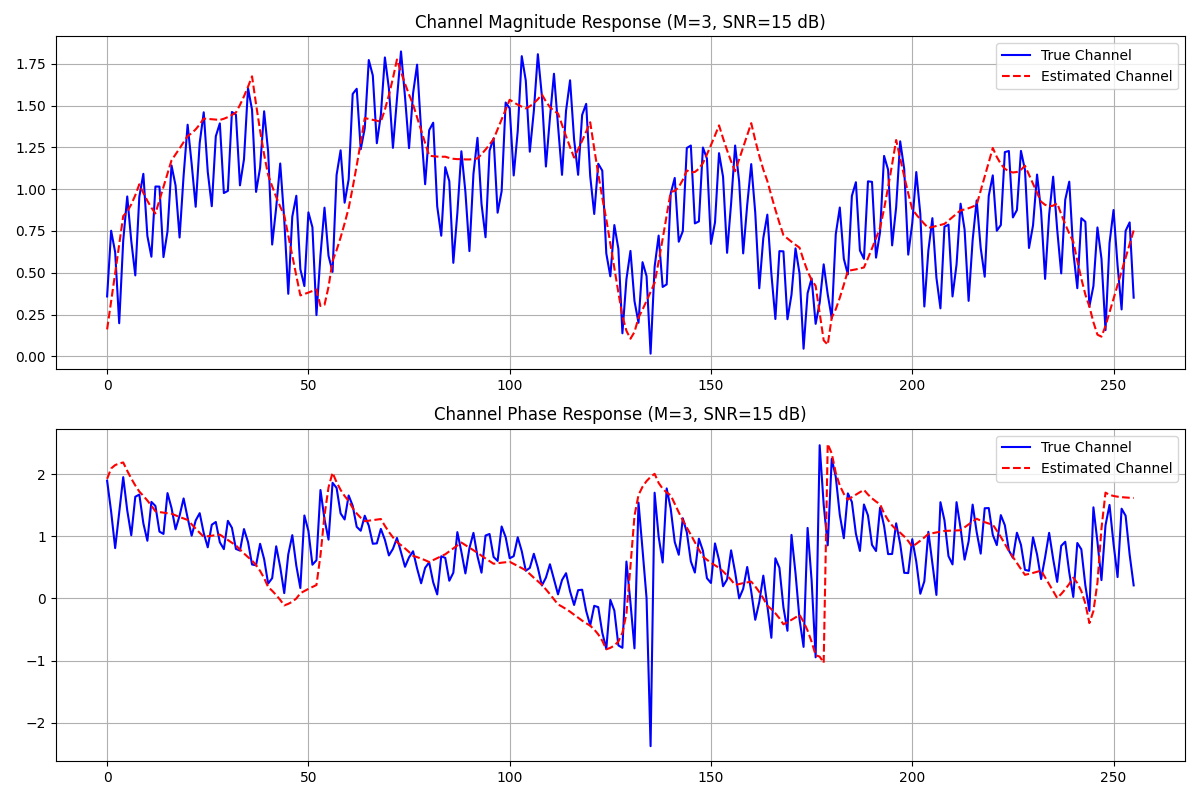 Channel Magnitude Response (M=3, SNR=15 dB)
True Channel
Estimated Channel
1.75
1.50
1.25
1.00
0.75
0.50
0.25
0.00
0 50 100 150 200 250
Channel Phase Response (M=3, SNR=15 dB)
True Channel
Estimated Channel
2
1
0
−1
−2
0 50 100 150 200 250